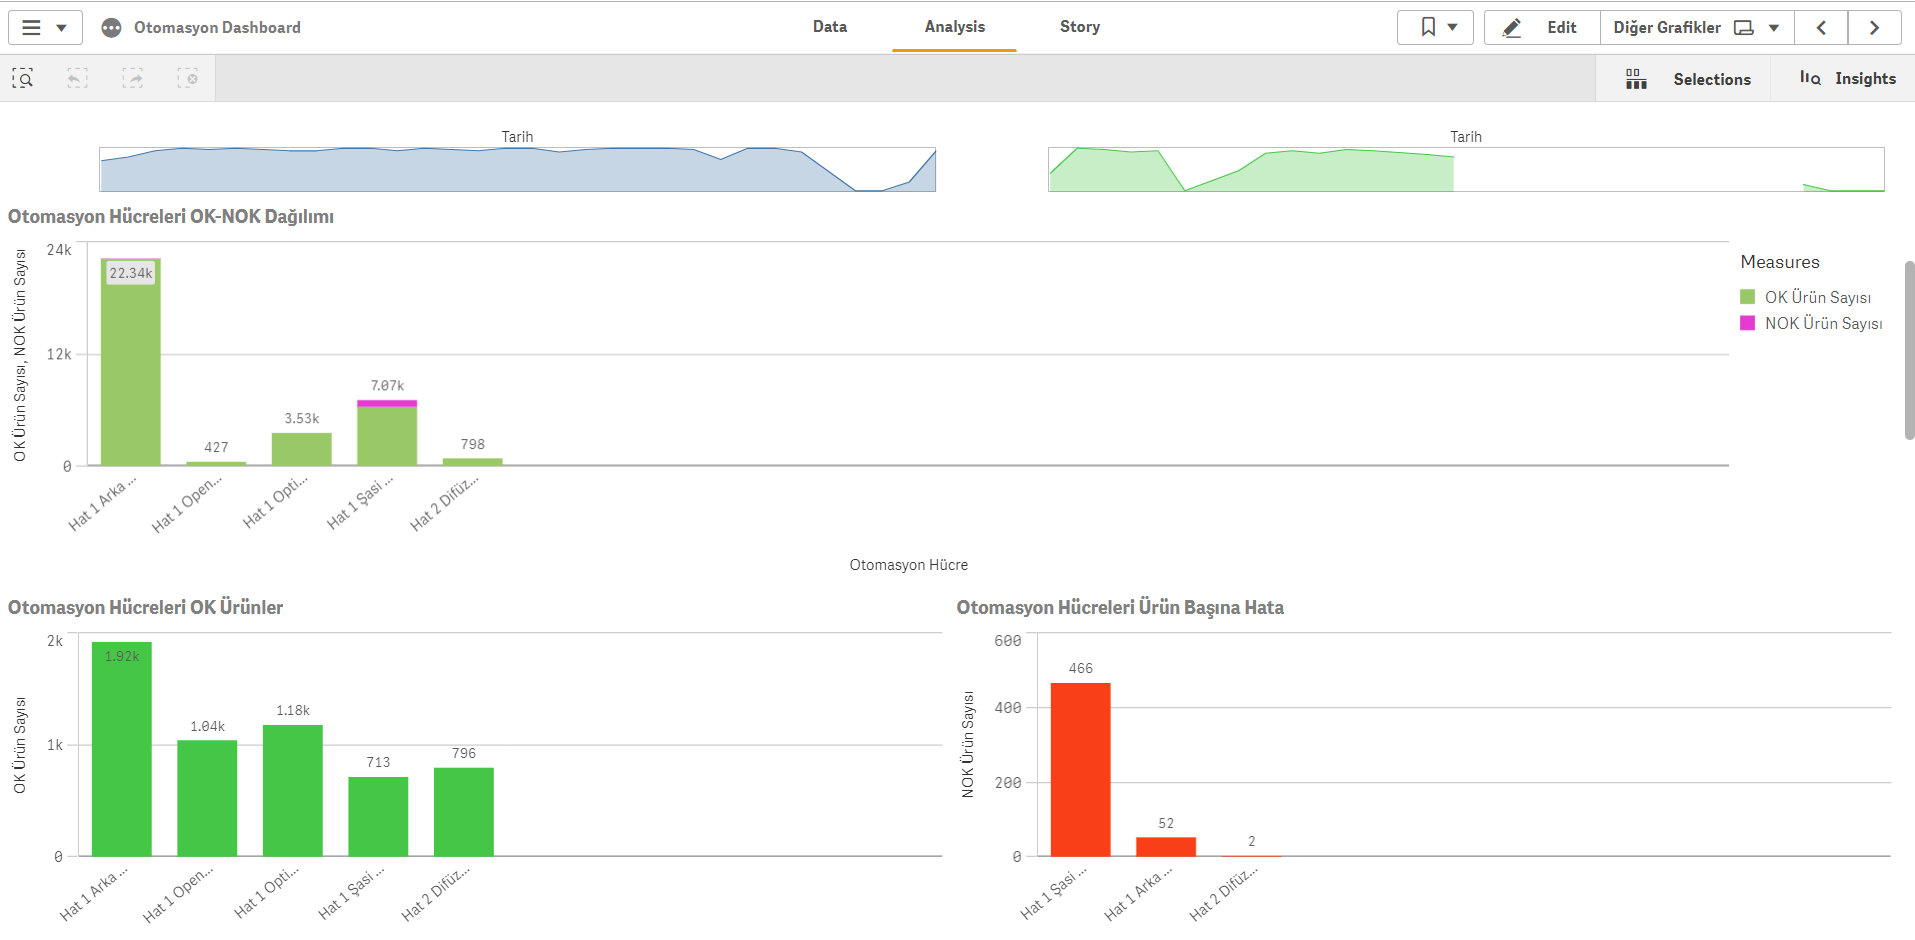 Otomasyon Dashboard
Data
Analysis
Story
Edit
Diğer Grafikler
Selections
Insights
Tarih
Tarih
Otomasyon Hücreleri OK-NOK Dağılımı
OK Ürün Sayısı, NOK Ürün Sayısı
24k
12k
0
22.34k
427
3.53k
7.07k
798
Hat 1 Arka ...
Hat 1 Open...
Hat 1 Opti...
Hat 1 Şasi ...
Hat 2 Difüz...
Otomasyon Hücre
Measures
OK Ürün Sayısı
NOK Ürün Sayısı
Otomasyon Hücreleri OK Ürünler
OK Ürün Sayısı
2k
1k
0
1.92k
1.04k
1.18k
713
796
Hat 1 Arka ...
Hat 1 Open...
Hat 1 Opti...
Hat 1 Şasi ...
Hat 2 Difüz...
Otomasyon Hücreleri Ürün Başına Hata
NOK Ürün Sayısı
600
400
200
0
466
52
2
Hat 1 Şasi ...
Hat 1 Arka ...
Hat 2 Difüz...